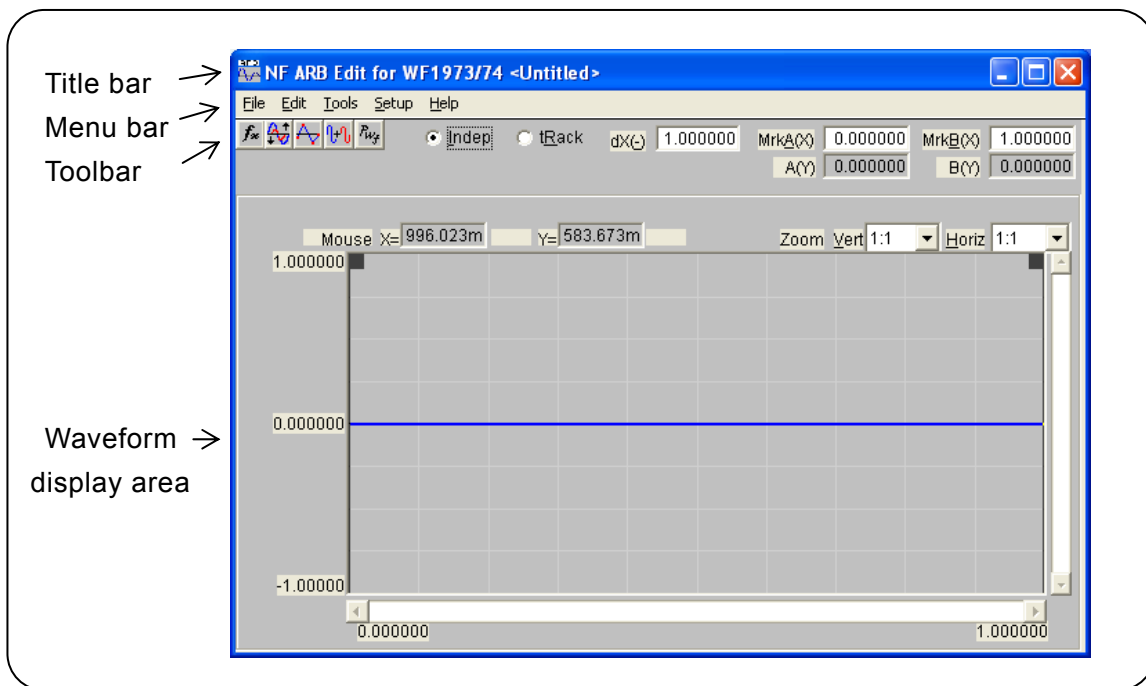 Title bar
Menu bar
Toolbar
Waveform
display area
NF ARB Edit for WF1973/74 <Untitled>
File Edit Tools Setup Help
Indep tRack dX(-) 1.000000 MrkA(X) 0.000000 MrkB(X) 1.000000
A(Y) 0.000000 B(Y) 0.000000
Mouse X= 996.023m Y= 583.673m Zoom Vert 1:1 Horiz 1:1
1.000000
0.000000
-1.00000
0.000000 1.000000